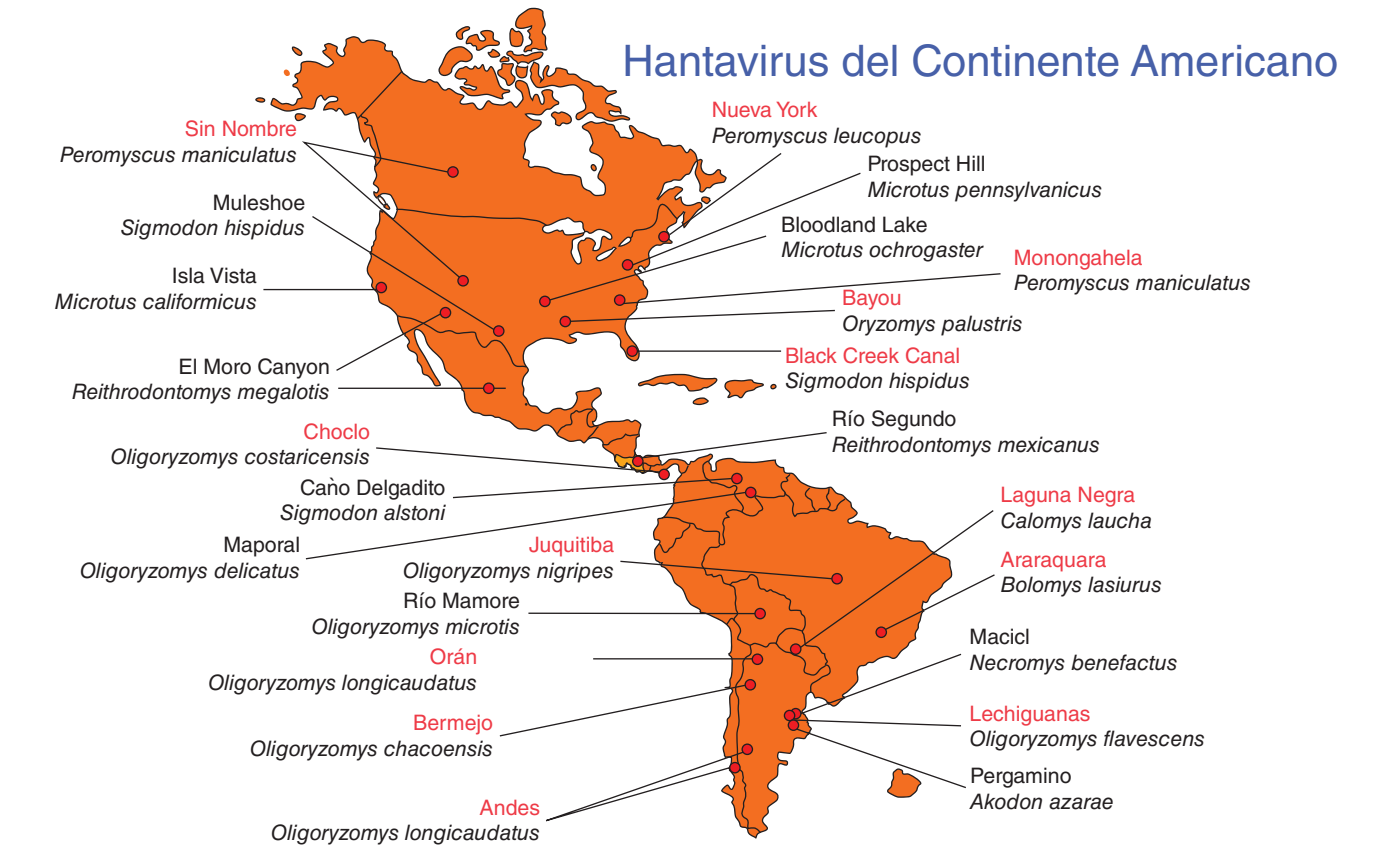 Hantavirus del Continente Americano
Nueva York
Peromyscus leucopus
Sin Nombre
Peromyscus maniculatus
Prospect Hill
Microtus pennsylvanicus
Muleshoe
Sigmodon hispidus
Bloodland Lake
Microtus ochrogaster
Monongahela
Peromyscus maniculatus
Isla Vista
Microtus califormicus
Bayou
Oryzomys palustris
El Moro Canyon
Reithrodontomys megalotis
Black Creek Canal
Sigmodon hispidus
Choclo
Oligoryzomys costaricensis
Río Segundo
Reithrodontomys mexicanus
Caǹo Delgadito
Sigmodon alstoni
Laguna Negra
Calomys laucha
Maporal
Oligoryzomys delicatus
Juquitiba
Oligoryzomys nigripes
Araraquara
Bolomys lasiurus
Río Mamore
Oligoryzomys microtis
Macicl
Necromys benefactus
Orán
Oligoryzomys longicaudatus
Bermejo
Oligoryzomys chacoensis
Lechiguanas
Oligoryzomys flavescens
Pergamino
Akodon azarae
Andes
Oligoryzomys longicaudatus